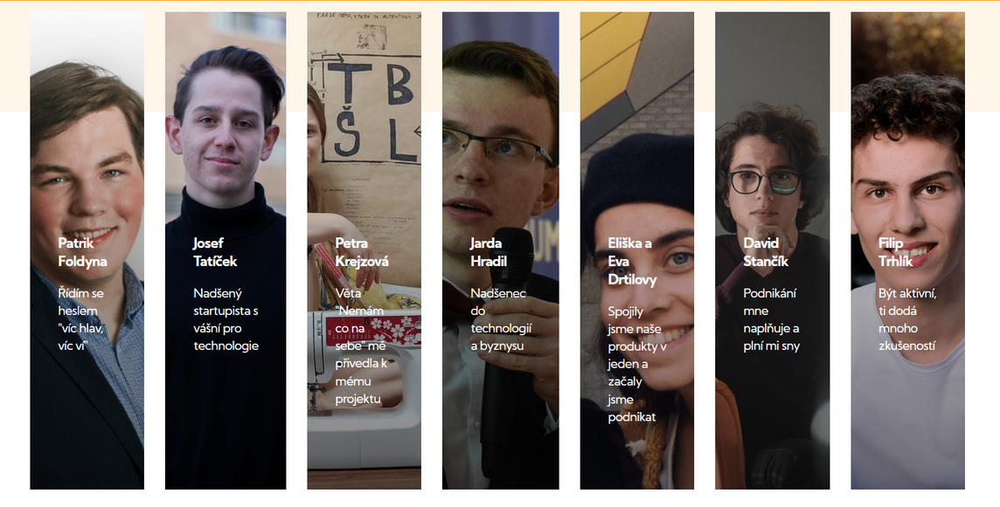 Patrik
Foldyna
Řídím se
heslem
"víc hlav,
víc ví"
Josef
Tatíček
Nadšený
startupista s
vášní pro
technologie
T B
Š L
Petra
Krejzová
Věta
"Nemám
co na
sebe" mě
přivedla k
mému
projektu
Jarda
Hradil
Nadšenec
do
technologií
a byznysu
UM
Eliška a
Eva
Drtilovy
Spojily
jsme naše
produkty v
jeden a
začaly
jsme
podnikat
David
Stančík
Podnikání
mne
naplňuje a
plní mi sny
Filip
Trhlík
Být aktivní,
ti dodá
mnoho
zkušeností